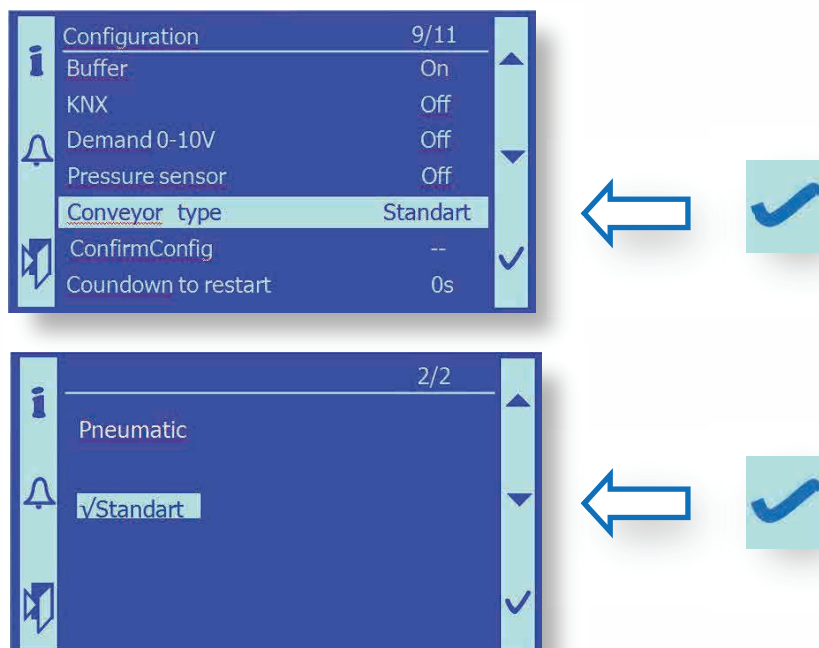 Configuration 9/11
Buffer On
KNX Off
Demand 0-10V Off
Pressure sensor Off
Conveyor type Standart
ConfirmConfig --
Coundown to restart 0s
2/2
Pneumatic
√Standart